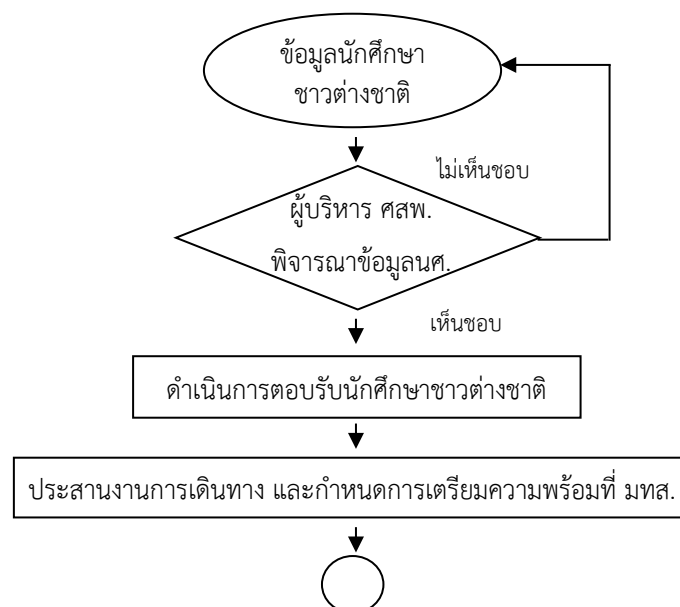 ข้อมูลนักศึกษา
ชาวต่างชาติ
ไม่เห็นชอบ
ผู้บริหาร ศสพ.
พิจารณาข้อมูลนศ.
เห็นชอบ
ดำเนินการตอบรับนักศึกษาชาวต่างชาติ
ประสานงานการเดินทาง และกำหนดการเตรียมความพร้อมที่ มทส.